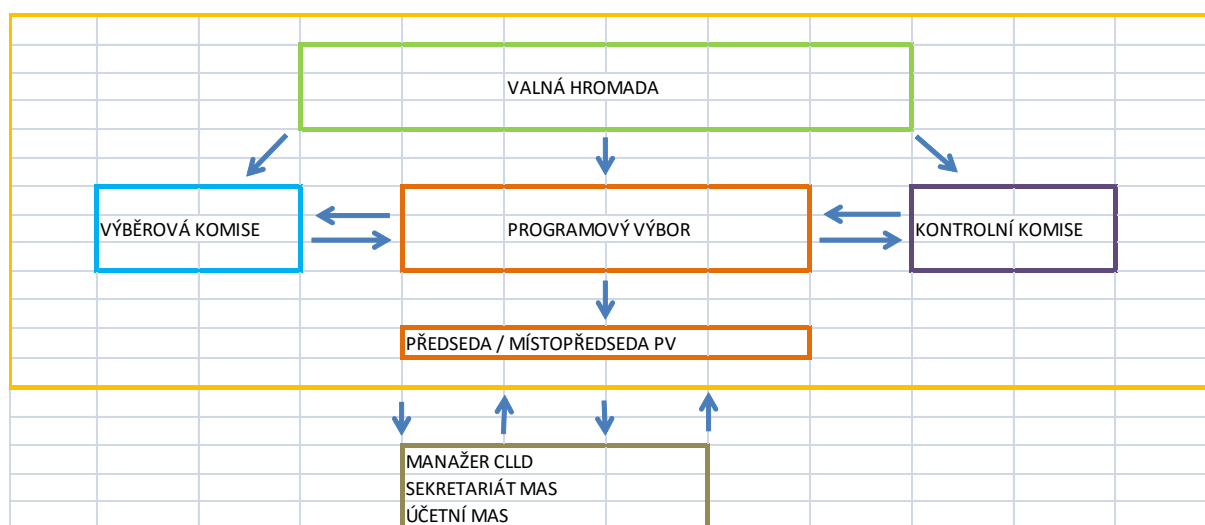 VALNÁ HROMADA
VÝBĚROVÁ KOMISE
PROGRAMOVÝ VÝBOR
KONTROLNÍ KOMISE
PŘEDSEDA / MÍSTOPŘEDSEDA PV
MANAŽER CLLD
SEKRETARIÁT MAS
ÚČETNÍ MAS